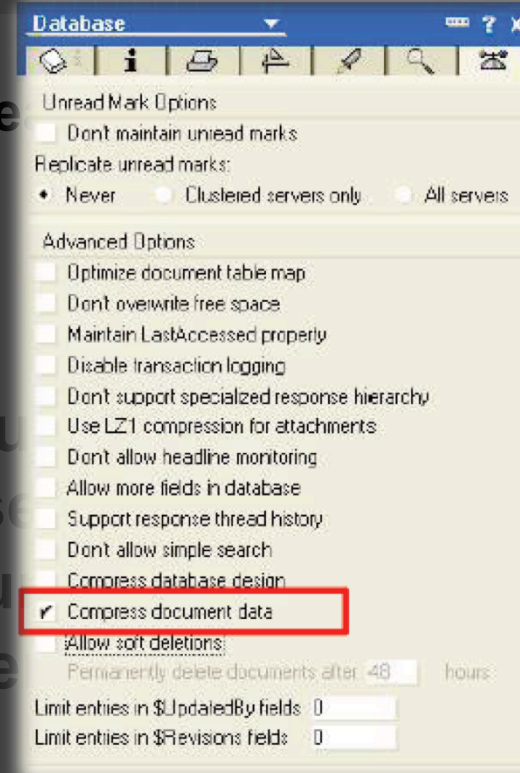 Database
? x
i
Unread Mark Options
Don't maintain unread marks
Replicate unread marks:
Never Clustered servers only All servers
Advanced Options
Optimize document table map
Don't overwrite free space
Maintain LastAccessed property
Disable transaction logging
Don't support specialized response hierarchy
Use LZ1 compression for attachments
Don't allow headline monitoring
Allow more fields in database
Support response thread history
Don't allow simple search
Compress database design
Compress document data
Allow soft deletions
Permanently delete documents after 48 hours
Limit entries in $UpdatedBy fields 0
Limit entries in $Revisions fields 0